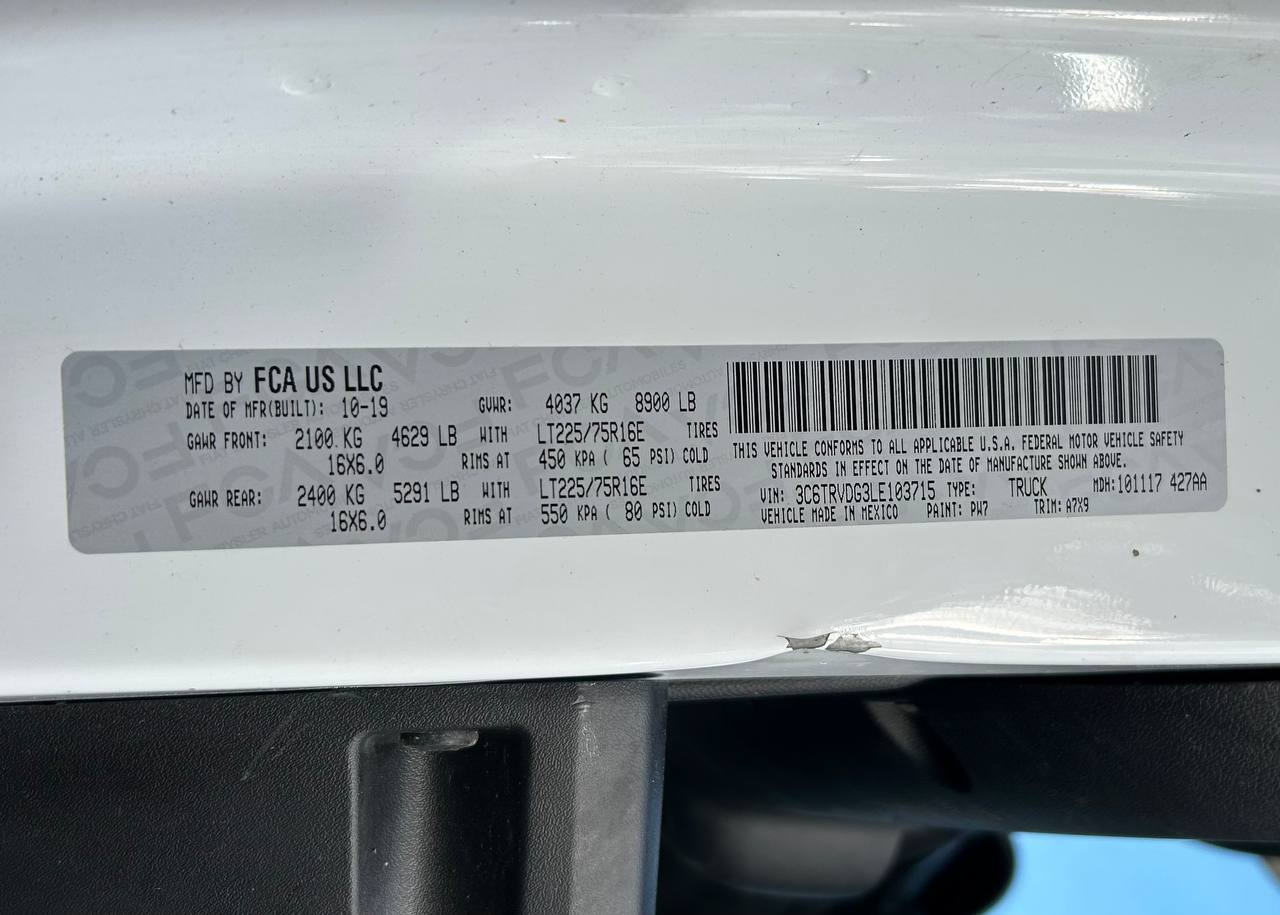 MFD BY FCA US LLC
DATE OF MFR(BUILT): 10-19 GVWR: 4037 KG 8900 LB
GAWR FRONT: 2100 KG 4629 LB WITH LT225/75R16E TIRES
16X6.0 RIMS AT 450 KPA ( 65 PSI) COLD
GAWR REAR: 2400 KG 5291 LB WITH LT225/75R16E TIRES
16X6.0 RIMS AT 550 KPA ( 80 PSI) COLD
THIS VEHICLE CONFORMS TO ALL APPLICABLE U.S.A. FEDERAL MOTOR VEHICLE SAFETY
STANDARDS IN EFFECT ON THE DATE OF MANUFACTURE SHOWN ABOVE.
VIN: 3C6TRVDG3LE103715 TYPE: TRUCK MDH:101117 427AA
VEHICLE MADE IN MEXICO PAINT: PW7 TRIM: A7X9